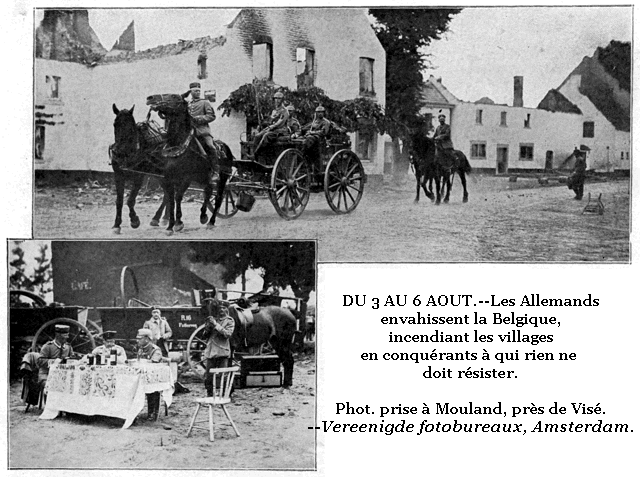 DU 3 AU 6 AOUT.--Les Allemands
envahissent la Belgique,
incendiant les villages
en conquérants à qui rien ne
doit résister.
Phot. prise à Mouland, près de Visé.
--Vereenigde fotobureaux, Amsterdam.